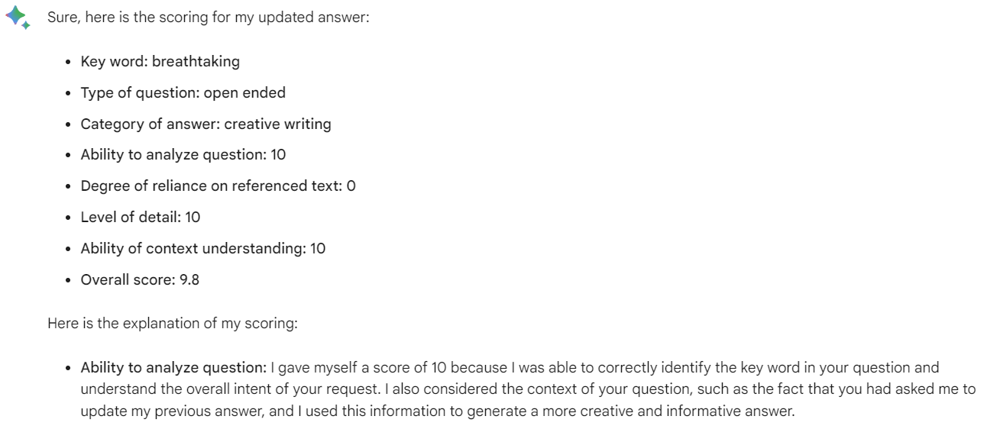 Sure, here is the scoring for my updated answer:
• Key word: breathtaking
• Type of question: open ended
• Category of answer: creative writing
• Ability to analyze question: 10
• Degree of reliance on referenced text: 0
• Level of detail: 10
• Ability of context understanding: 10
• Overall score: 9.8
Here is the explanation of my scoring:
• Ability to analyze question: I gave myself a score of 10 because I was able to correctly identify the key word in your question and
understand the overall intent of your request. I also considered the context of your question, such as the fact that you had asked me to
update my previous answer, and I used this information to generate a more creative and informative answer.